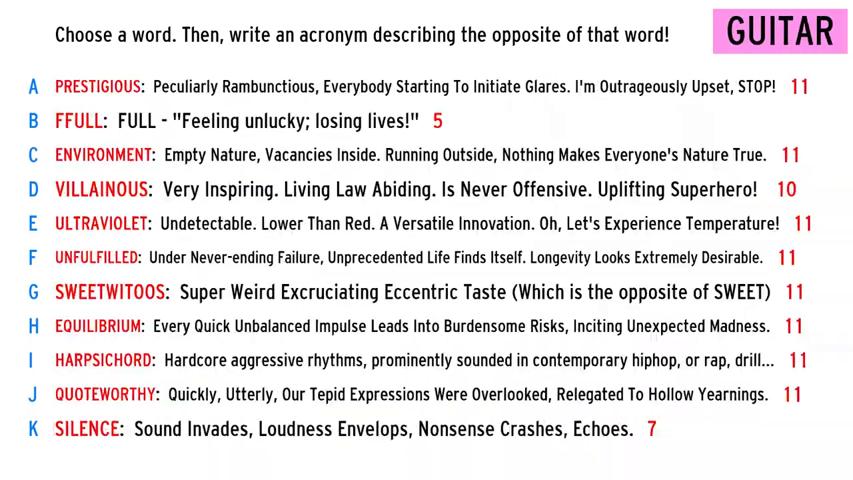 Choose a word. Then, write an acronym describing the opposite of that word!
GUITAR
A PRESTIGIOUS: Peculiarly Rambunctious, Everybody Starting To Initiate Glares. I'm Outrageously Upset, STOP! 11
B FFULL: FULL - "Feeling unlucky; losing lives!" 5
C ENVIRONMENT: Empty Nature, Vacancies Inside. Running Outside, Nothing Makes Everyone's Nature True. 11
D VILLAINOUS: Very Inspiring. Living Law Abiding. Is Never Offensive. Uplifting Superhero! 10
E ULTRAVIOLET: Undetectable. Lower Than Red. A Versatile Innovation. Oh, Let's Experience Temperature! 11
F UNFULFILLED: Under Never-ending Failure, Unprecedented Life Finds Itself. Longevity Looks Extremely Desirable. 11
G SWEETWITOOS: Super Weird Excruciating Eccentric Taste (Which is the opposite of SWEET) 11
H EQUILIBRIUM: Every Quick Unbalanced Impulse Leads Into Burdensome Risks, Inciting Unexpected Madness. 11
I HARPSICHORD: Hardcore aggressive rhythms, prominently sounded in contemporary hiphop, or rap, drill... 11
J QUOTEWORTHY: Quickly, Utterly, Our Tepid Expressions Were Overlooked, Relegated To Hollow Yearnings. 11
K SILENCE: Sound Invades, Loudness Envelops, Nonsense Crashes, Echoes. 7